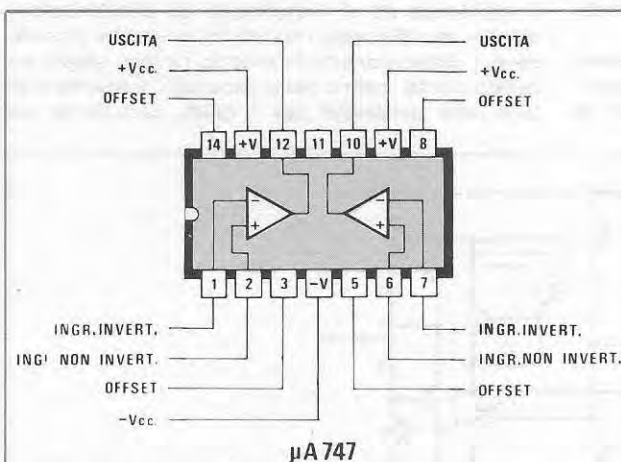 USCITA USCITA
+Vcc. +Vcc.
OFFSET OFFSET
14 +V 12 11 10 +V 8
- -
+ +
1 2 3 -V 5 6 7
INGR.INVERT. INGR.INVERT.
ING' NON INVERT. INGR.NON INVERT.
OFFSET OFFSET
-Vcc.
µA 747